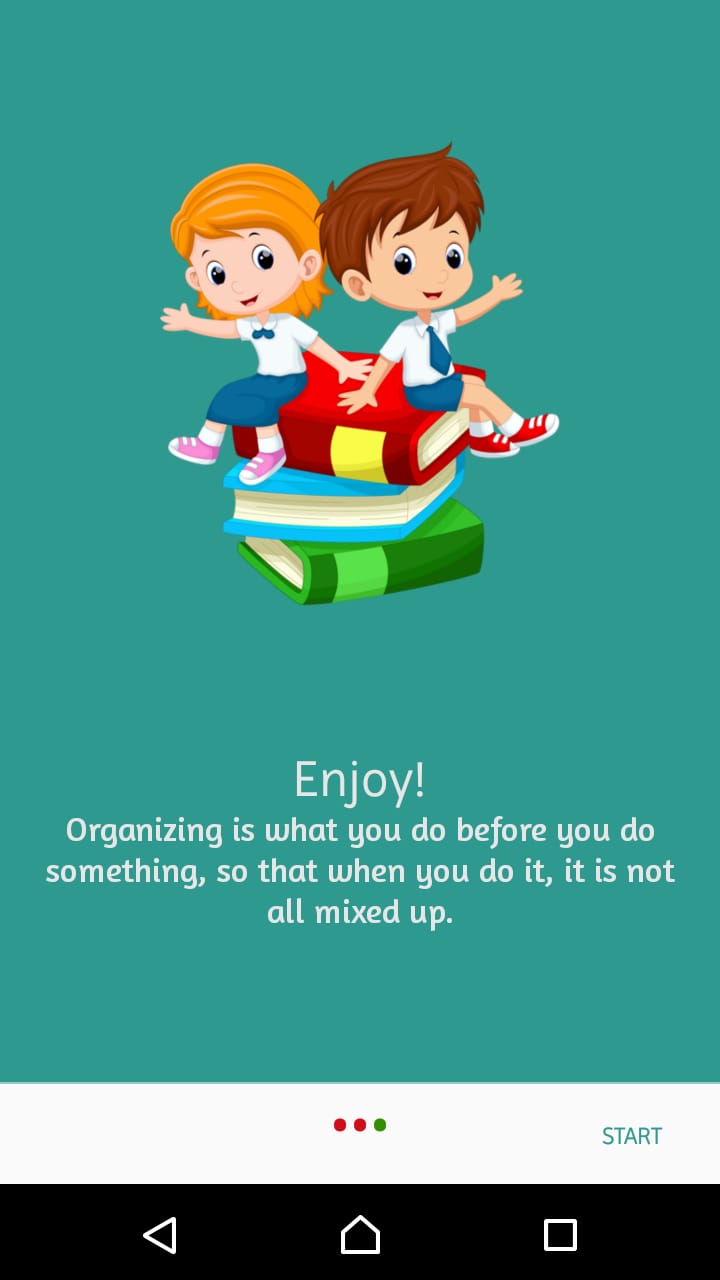 Enjoy!
Organizing is what you do before you do
something, so that when you do it, it is not
all mixed up.
START